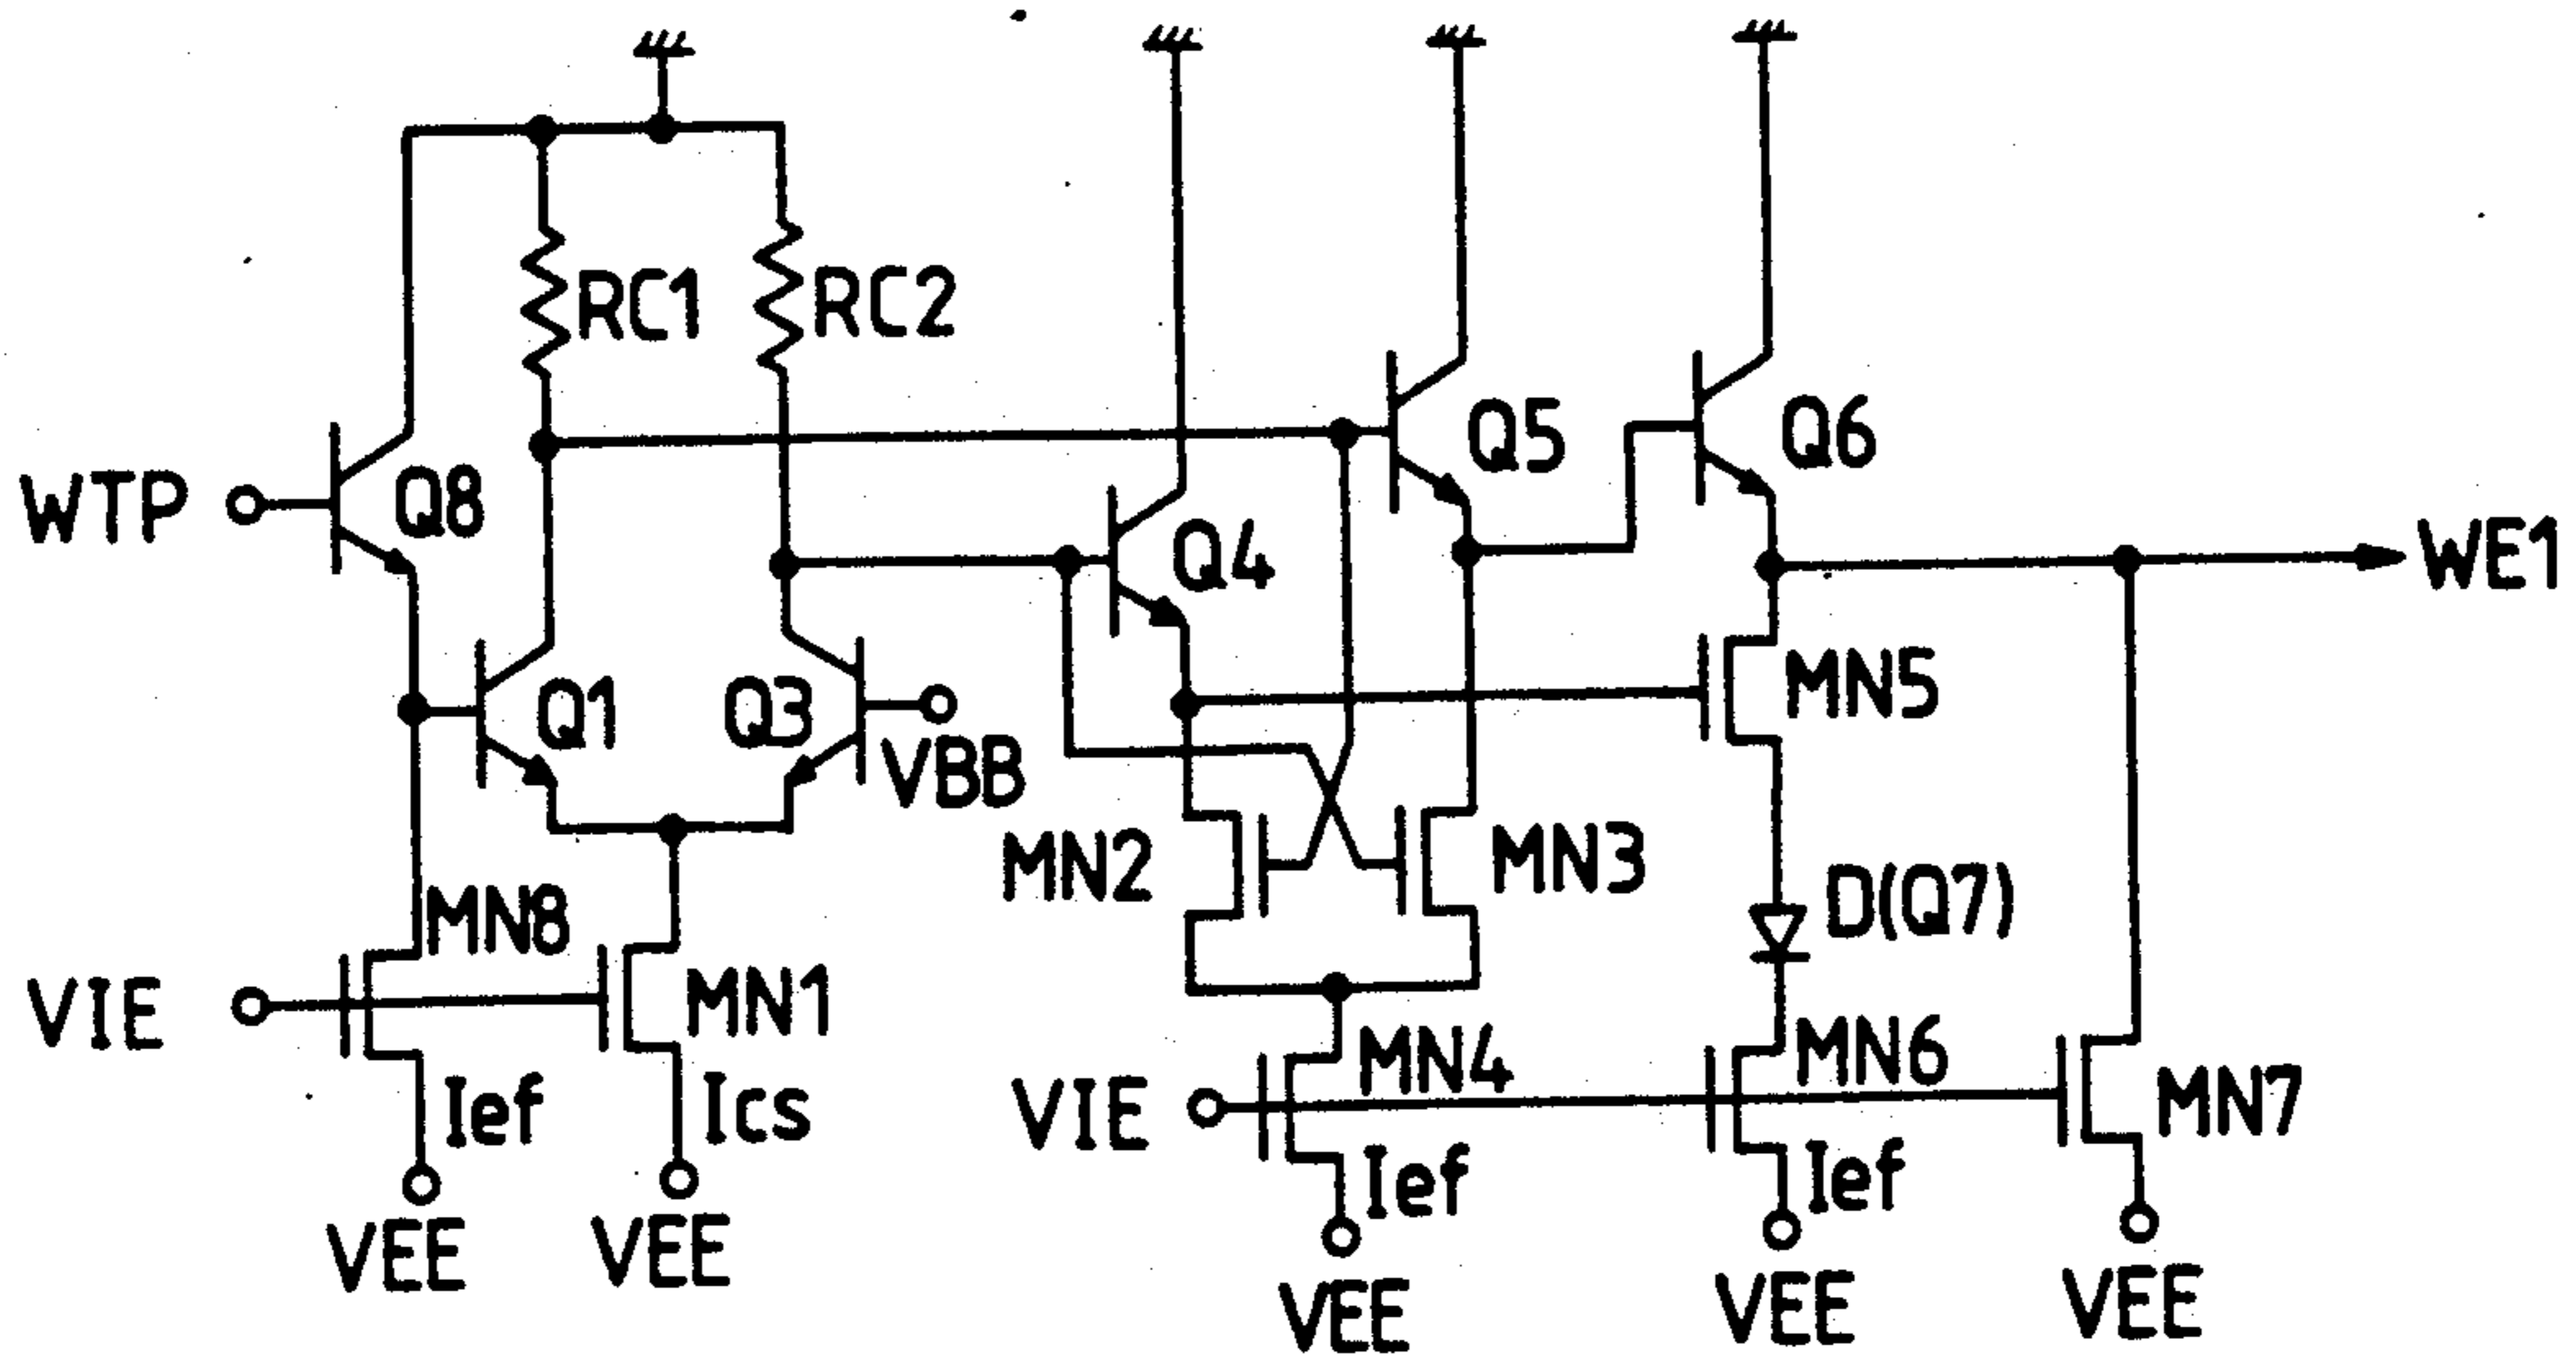 RC1
RC2
WTP
Q8
Q5
Q6
Q4
WE1
Q1
Q3
VBB
MN5
MN2
MN3
D(Q7)
MN8
VIE
MN1
Ief
Ics
VIE
MN4
MN6
MN7
Ief
Ief
VEE
VEE
VEE
VEE
VEE